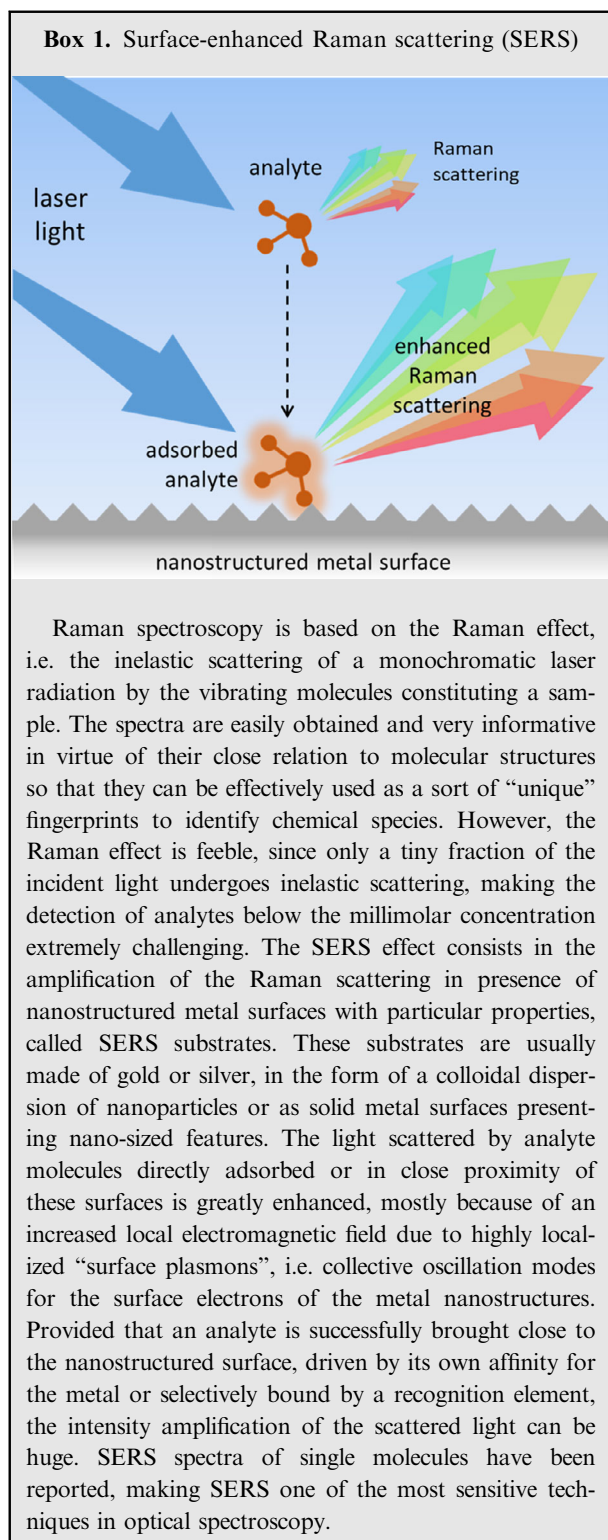 Box 1. Surface-enhanced Raman scattering (SERS)
analyte
Raman
scattering
laser
light
enhanced
Raman
scattering
adsorbed
analyte
nanostructured metal surface
Raman spectroscopy is based on the Raman effect,
i.e. the inelastic scattering of a monochromatic laser
radiation by the vibrating molecules constituting a sam-
ple. The spectra are easily obtained and very informative
in virtue of their close relation to molecular structures
so that they can be effectively used as a sort of “unique”
fingerprints to identify chemical species. However, the
Raman effect is feeble, since only a tiny fraction of the
incident light undergoes inelastic scattering, making the
detection of analytes below the millimolar concentration
extremely challenging. The SERS effect consists in the
amplification of the Raman scattering in presence of
nanostructured metal surfaces with particular properties,
called SERS substrates. These substrates are usually
made of gold or silver, in the form of a colloidal disper-
sion of nanoparticles or as solid metal surfaces present-
ing nano-sized features. The light scattered by analyte
molecules directly adsorbed or in close proximity of
these surfaces is greatly enhanced, mostly because of an
increased local electromagnetic field due to highly local-
ized “surface plasmons”, i.e. collective oscillation modes
for the surface electrons of the metal nanostructures.
Provided that an analyte is successfully brought close to
the nanostructured surface, driven by its own affinity for
the metal or selectively bound by a recognition element,
the intensity amplification of the scattered light can be
huge. SERS spectra of single molecules have been
reported, making SERS one of the most sensitive tech-
niques in optical spectroscopy.